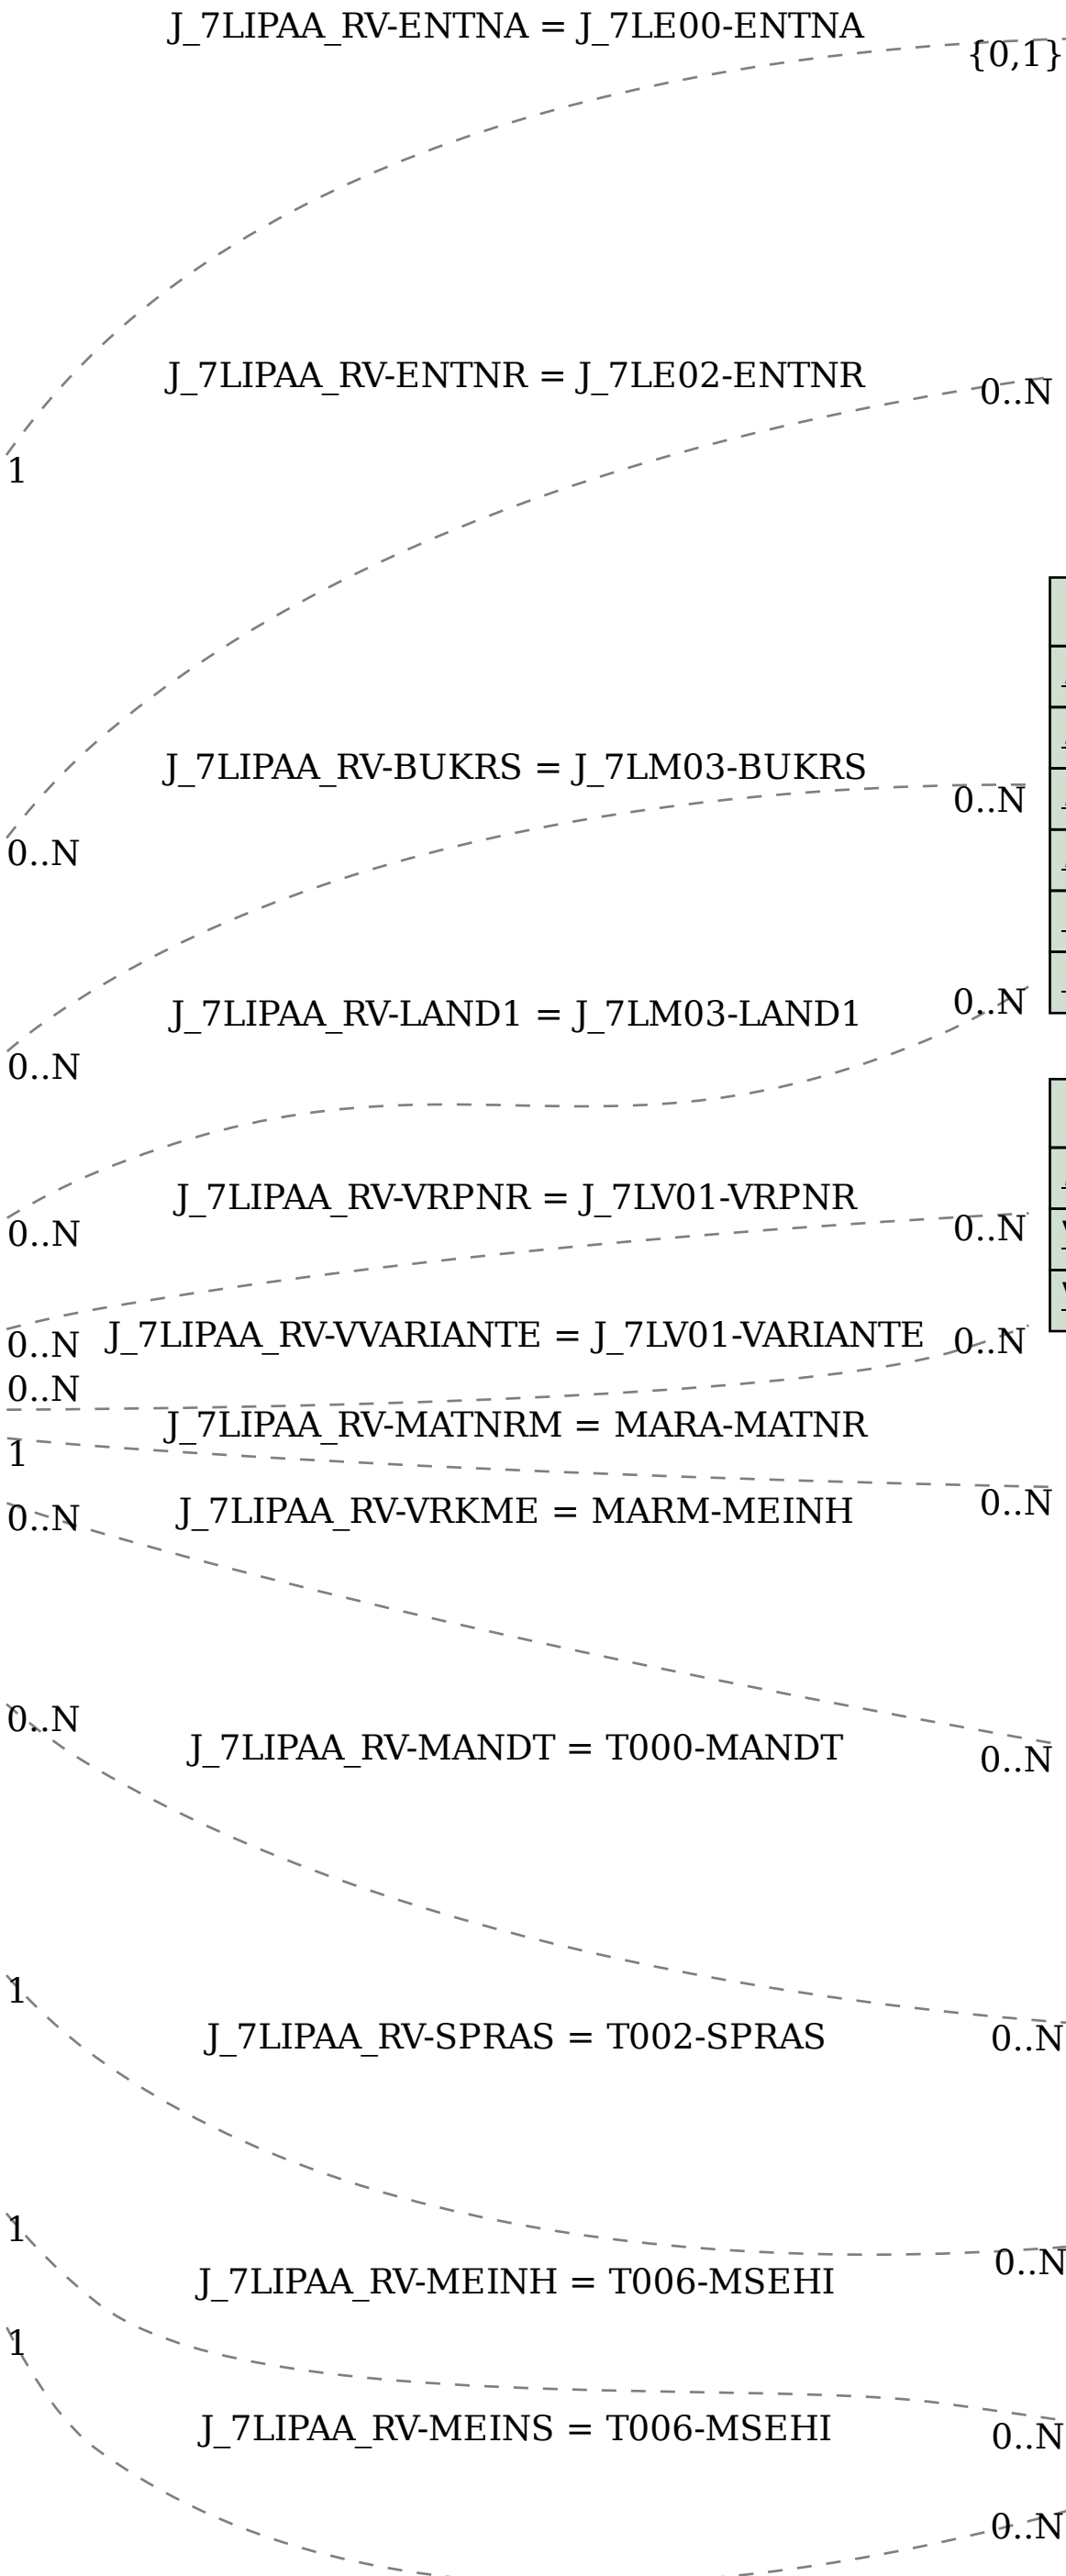 J_7LIPAA_RV-ENTNA = J_7LE00-ENTNA
{0,1}
J_7LIPAA_RV-ENTNR = J_7LE02-ENTNR
0..N
1
J_7LIPAA_RV-BUKRS = J_7LM03-BUKRS
0..N
0..N
J_7LIPAA_RV-LAND1 = J_7LM03-LAND1
0..N
0..N
J_7LIPAA_RV-VRPNR = J_7LV01-VRPNR
0..N
0..N
J_7LIPAA_RV-VVARIANTE = J_7LV01-VARIANTE
0..N
0..N
0..N
J_7LIPAA_RV-MATNRM = MARA-MATNR
1
0..N
J_7LIPAA_RV-VRKME = MARM-MEINH
0..N
0..N
J_7LIPAA_RV-MANDT = T000-MANDT
0..N
1
J_7LIPAA_RV-SPRAS = T002-SPRAS
0..N
1
0..N
J_7LIPAA_RV-MEINH = T006-MSEHI
1
J_7LIPAA_RV-MEINS = T006-MSEHI
0..N
0..N